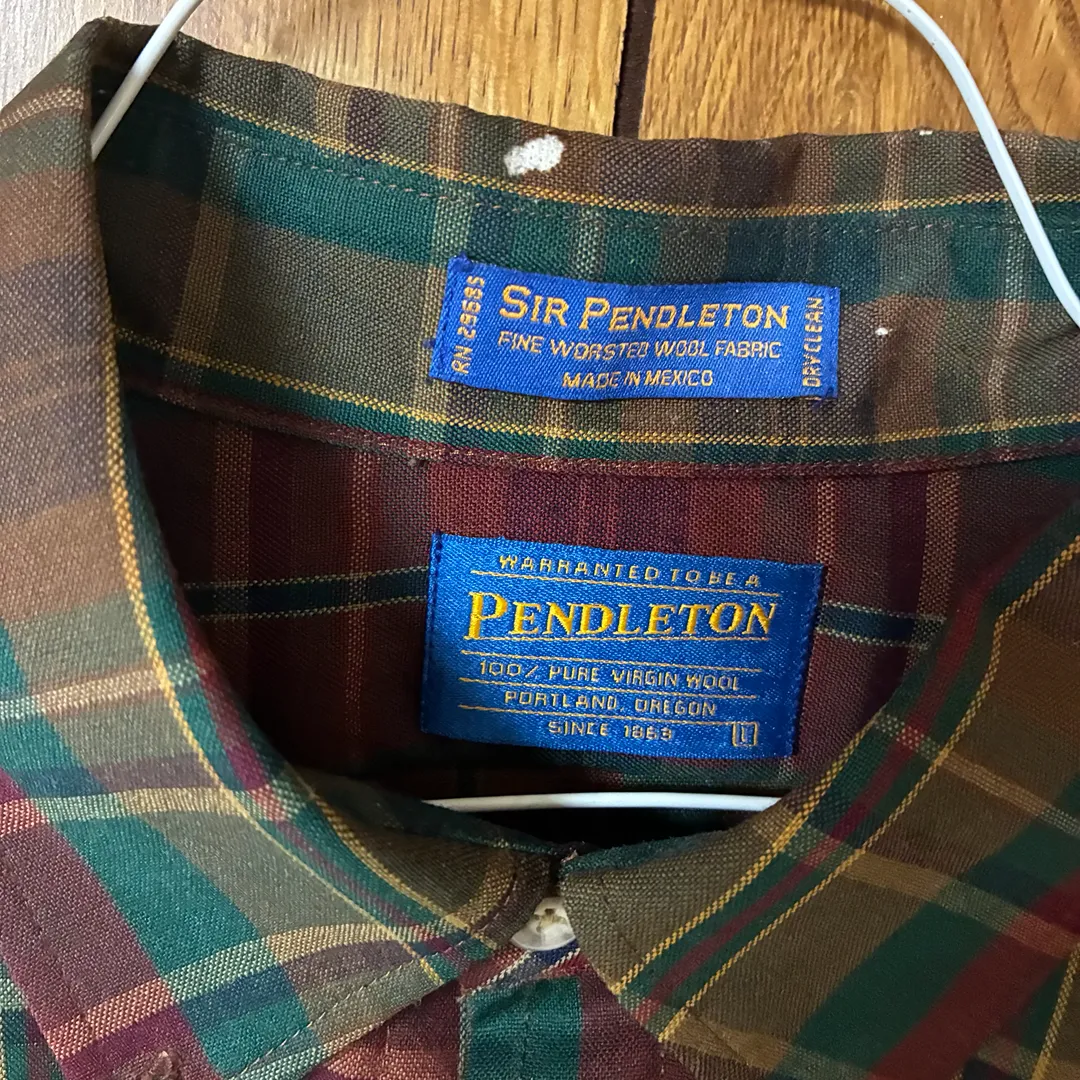 RN 29685
SIR PENDLETON
FINE WORSTED WOOL FABRIC
MADE IN MEXICO
DRYCLEAN
WARRANTED TO BE A
PENDLETON
100% PURE VIRGIN WOOL
PORTLAND, OREGON
SINCE 1863